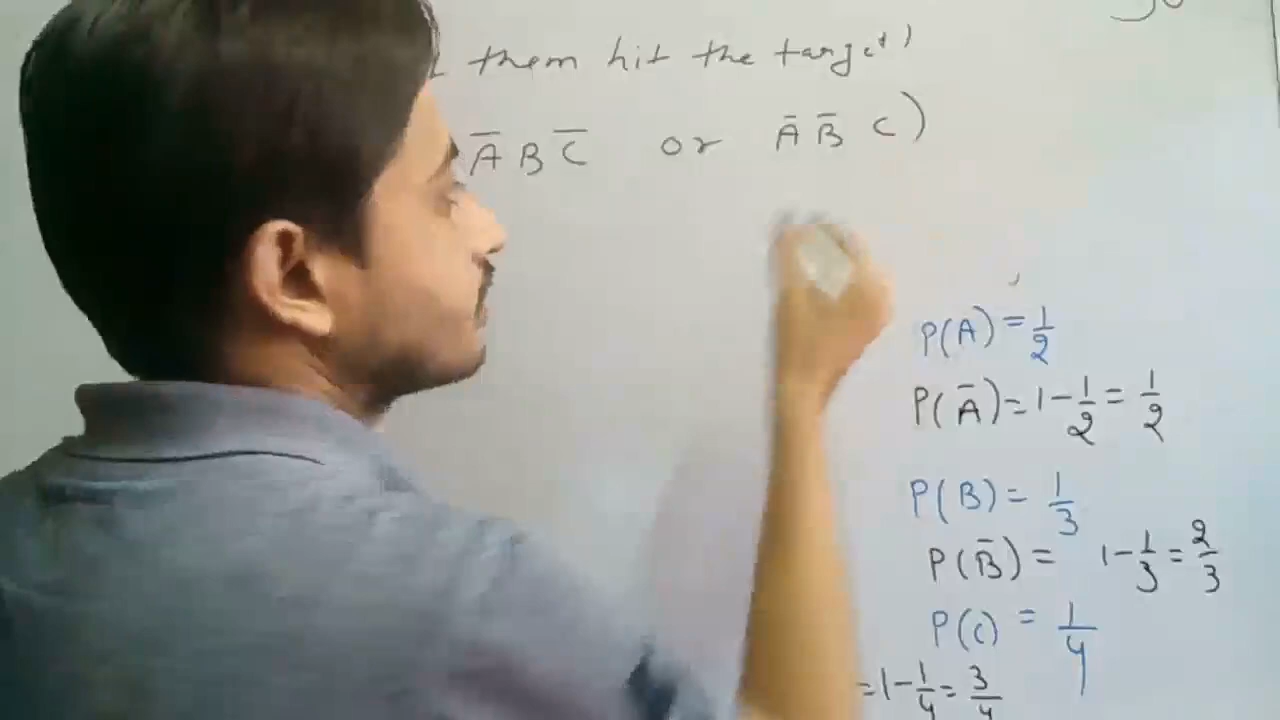 them hit the target
A̅ B C̅ or A̅ B̅ C)
P(A) = 1/2
P(A̅) = 1 - 1/2 = 1/2
P(B) = 1/3
P(B̅) = 1 - 1/3 = 2/3
P(C) = 1/4
= 1 - 1/4 = 3/4